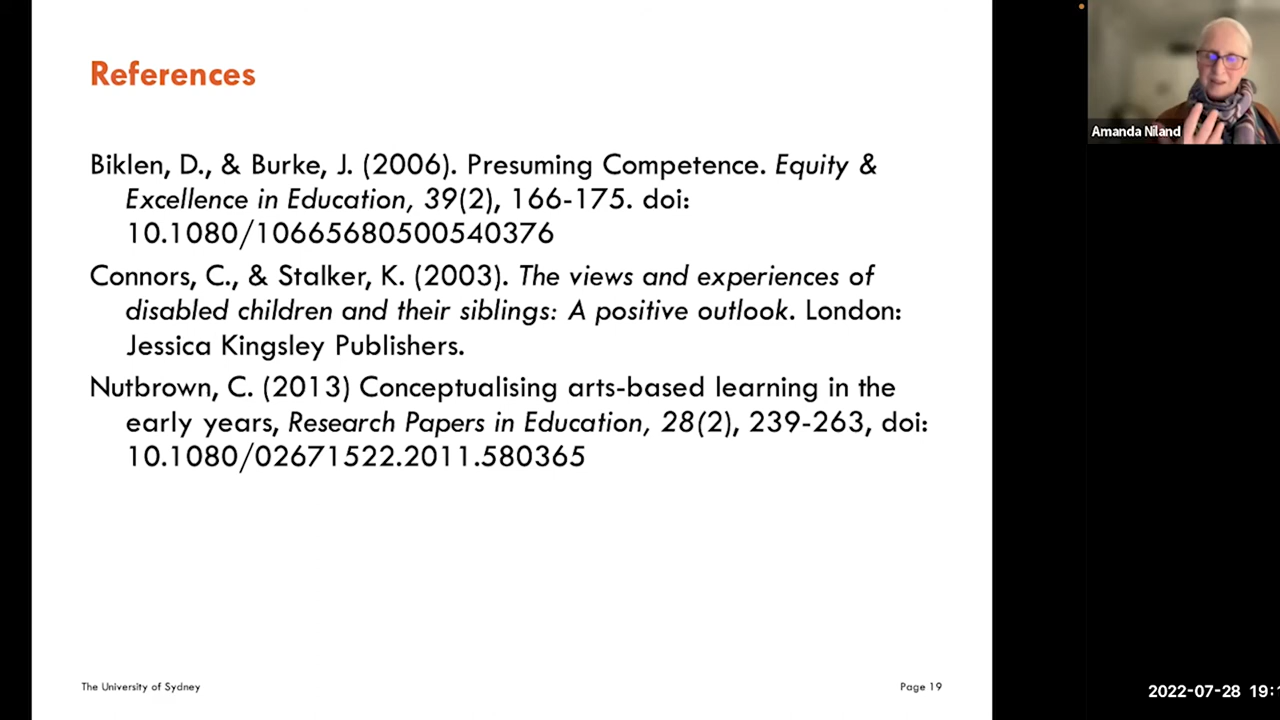 References
Biklen, D., & Burke, J. (2006). Presuming Competence. Equity &
Excellence in Education, 39(2), 166-175. doi:
10.1080/10665680500540376
Connors, C., & Stalker, K. (2003). The views and experiences of
disabled children and their siblings: A positive outlook. London:
Jessica Kingsley Publishers.
Nutbrown, C. (2013) Conceptualising arts-based learning in the
early years, Research Papers in Education, 28(2), 239-263, doi:
10.1080/02671522.2011.580365
The University of Sydney
Page 19
Amanda Niland
2022-07-28 19: